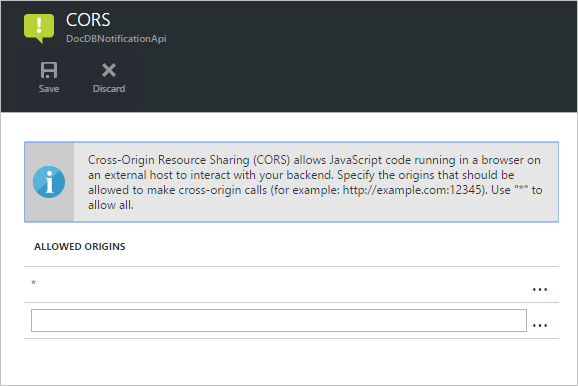 CORS
DocDBNotificationApi
Save Discard
Cross-Origin Resource Sharing (CORS) allows JavaScript code running in a browser on
an external host to interact with your backend. Specify the origins that should be
allowed to make cross-origin calls (for example: http://example.com:12345). Use "*" to
allow all.
ALLOWED ORIGINS
* ...
...